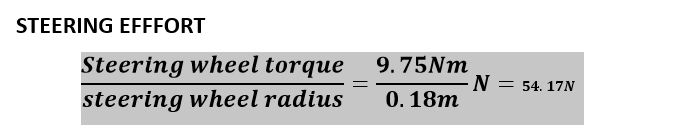 STEERING EFFFORT
Steering wheel torque / steering wheel radius = 9.75Nm / 0.18m N = 54.17N